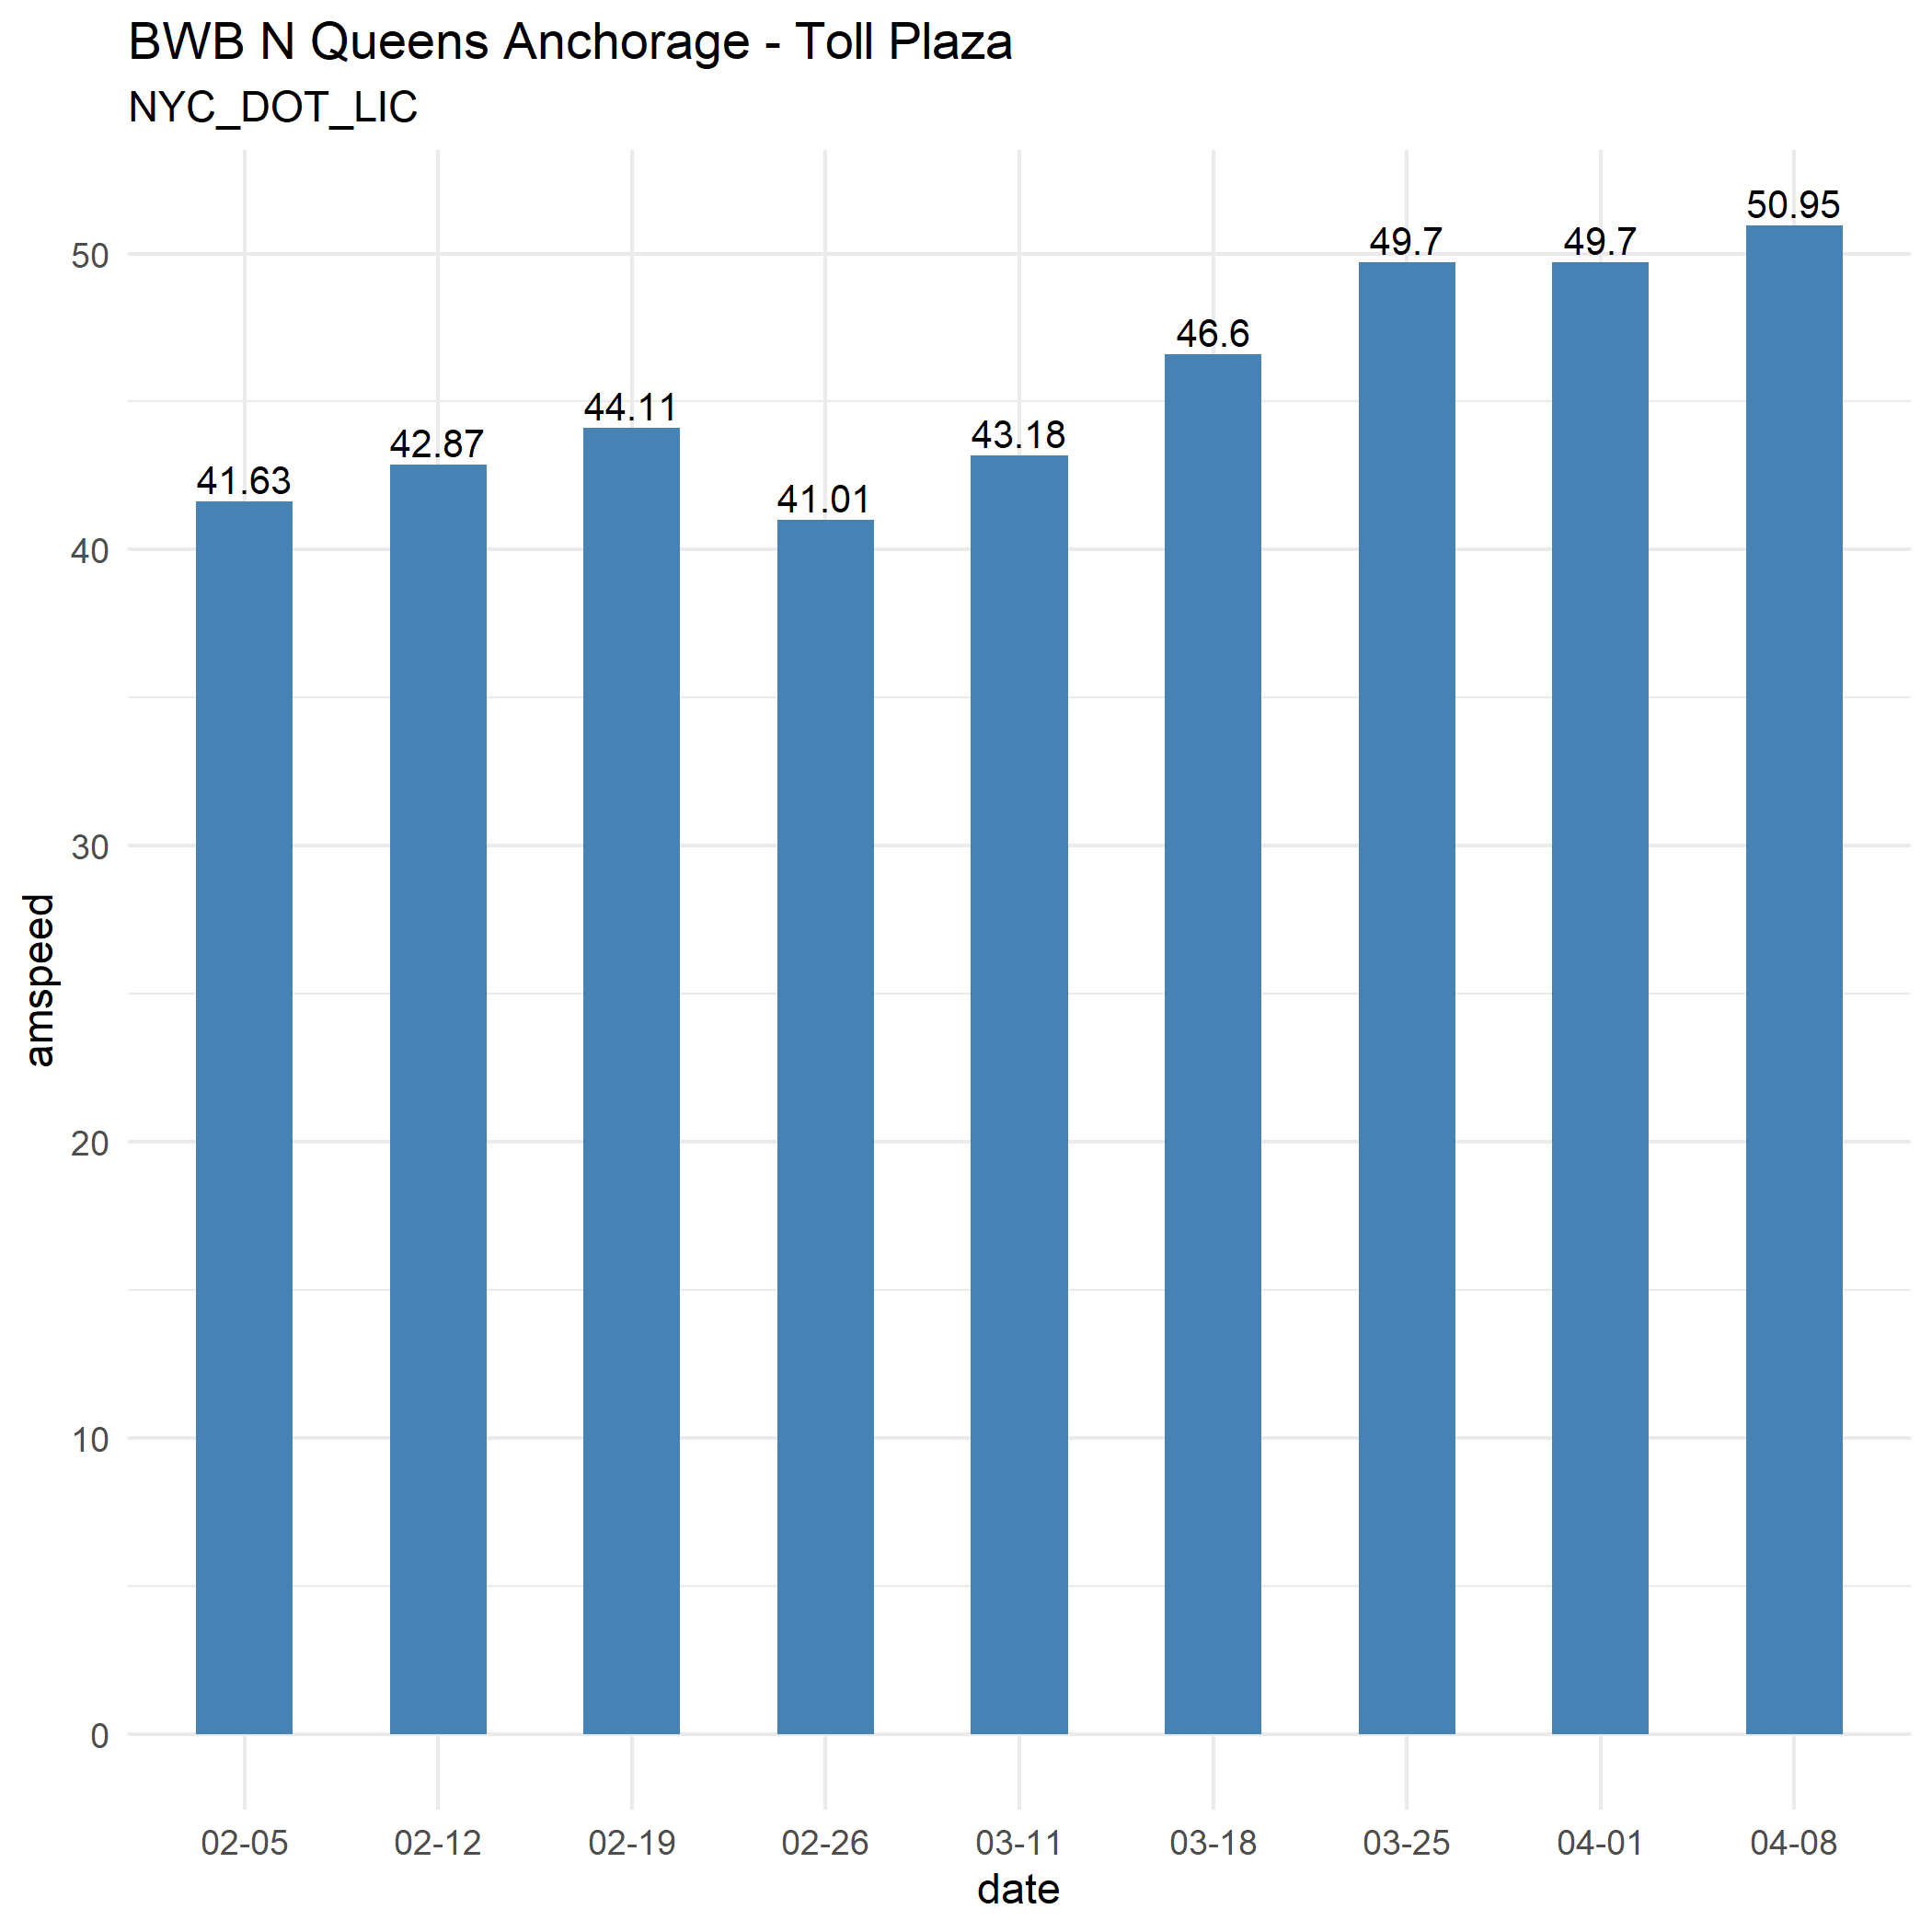 BWB N Queens Anchorage - Toll Plaza
NYC_DOT_LIC
50.95
49.7 49.7
50
46.6
44.11
43.18
42.87
41.63
41.01
40
30
amspeed
20
10
0
02-05 02-12 02-19 02-26 03-11 03-18 03-25 04-01 04-08
date